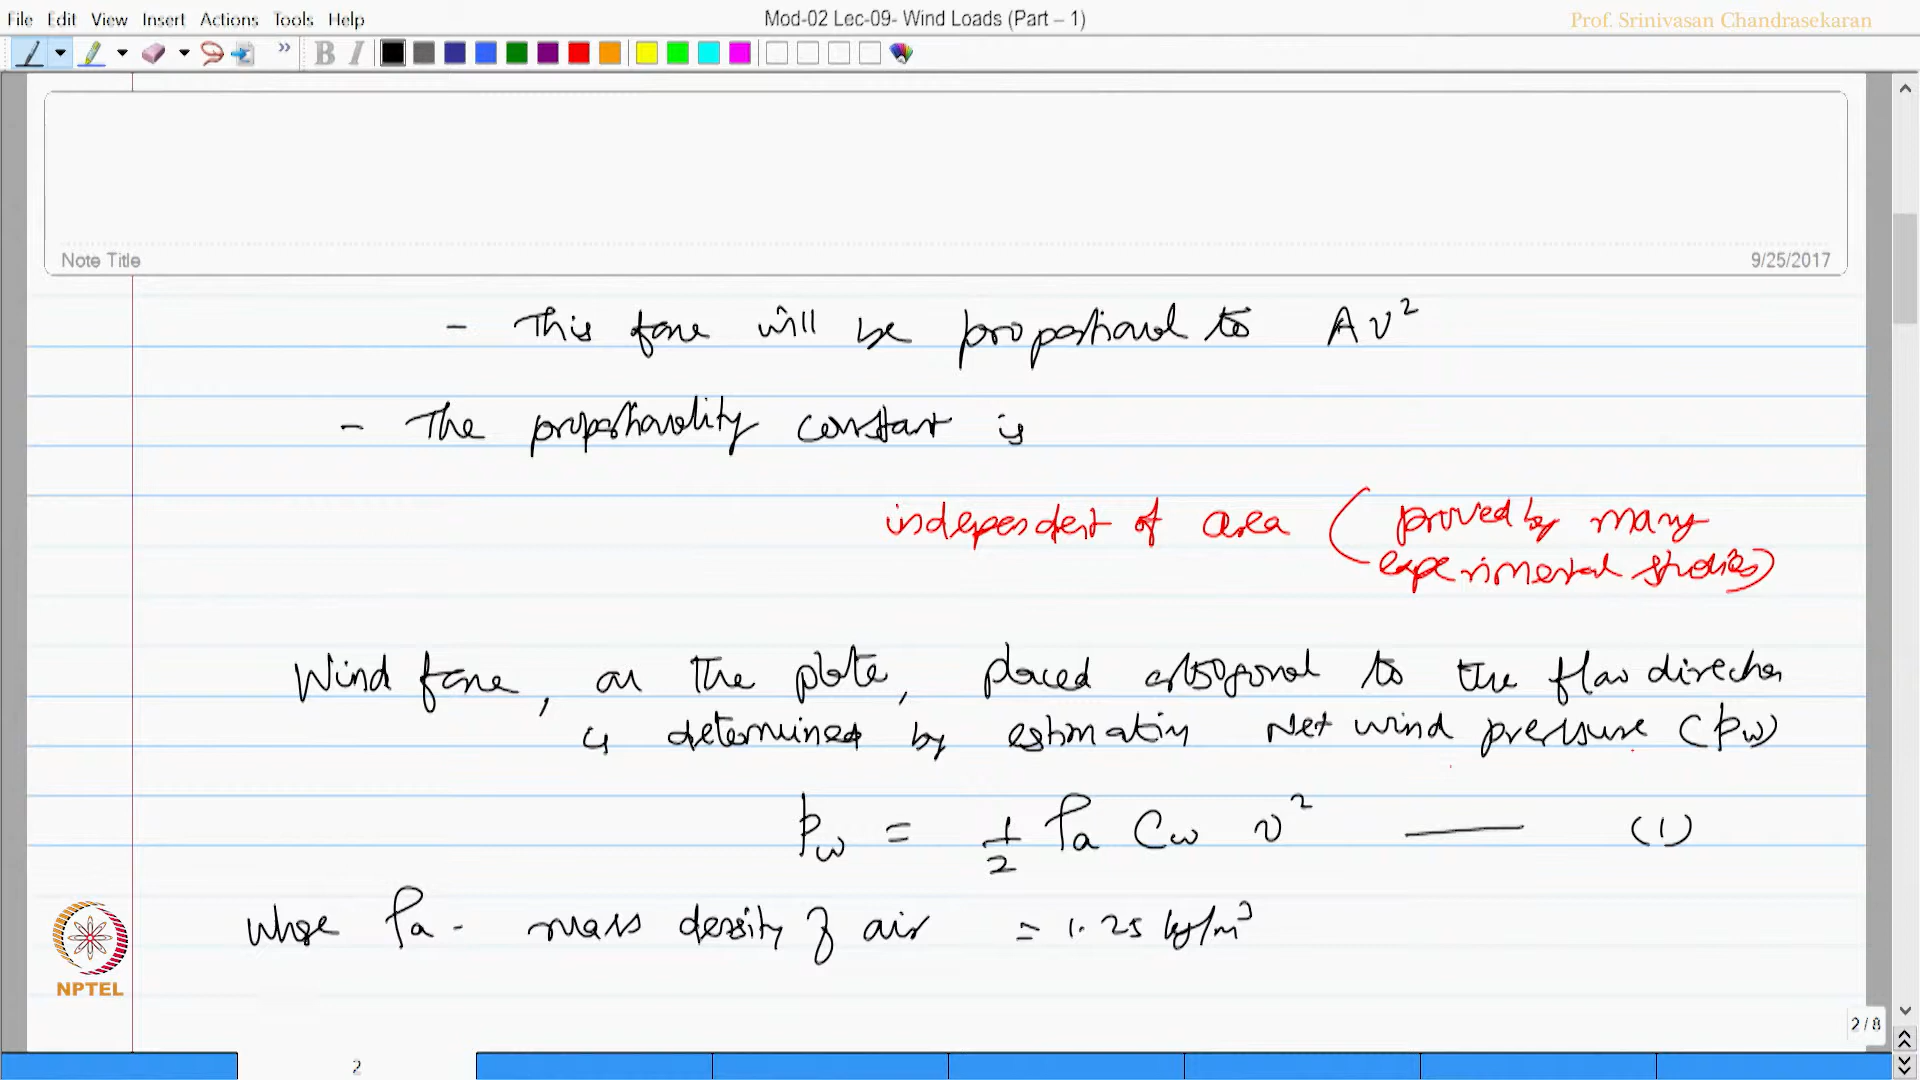 File Edit View Insert Actions Tools Help
Mod-02 Lec-09- Wind Loads (Part – 1)
Prof. Srinivasan Chandrasekaran
B I
Note Title
9/25/2017
- This force will be proportional to Av²
- The proportionality constant is
independent of area (proved by many
experimental studies)
Wind force, on the plate, placed orthogonal to the flow direction
is determined by estimating Net wind pressure (pw)
pw = 1/2 ρa Cw v² —— (1)
Where ρa - mass density of air = 1.25 kg/m³
NPTEL
2 / 8
2